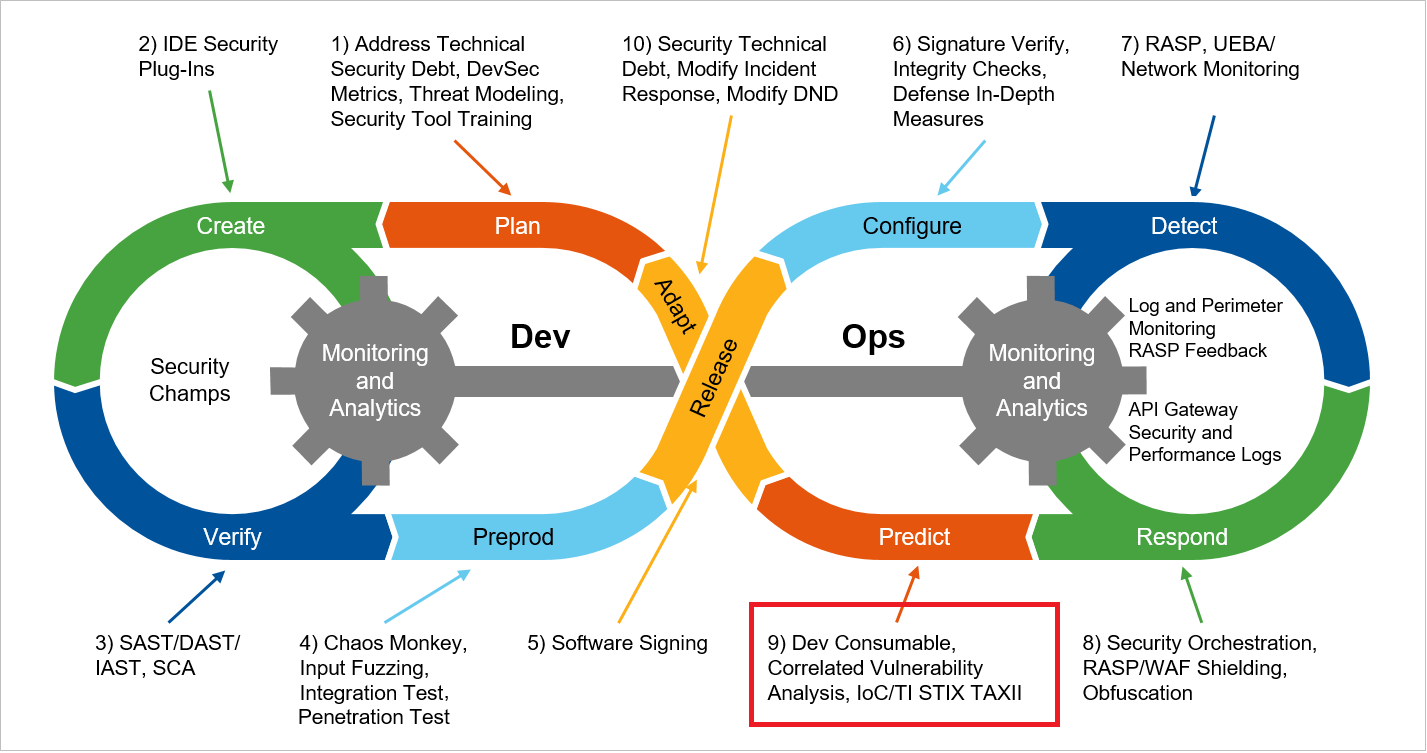 2) IDE Security
Plug-Ins
1) Address Technical
Security Debt, DevSec
Metrics, Threat Modeling,
Security Tool Training
10) Security Technical
Debt, Modify Incident
Response, Modify DND
6) Signature Verify,
Integrity Checks,
Defense In-Depth
Measures
7) RASP, UEBA/
Network Monitoring
Create
Plan
Adapt
Release
Configure
Detect
Security
Champs
Monitoring
and
Analytics
Dev
Ops
Monitoring
and
Analytics
Log and Perimeter
Monitoring
RASP Feedback
API Gateway
Security and
Performance Logs
Verify
Preprod
Predict
Respond
3) SAST/DAST/
IAST, SCA
4) Chaos Monkey,
Input Fuzzing,
Integration Test,
Penetration Test
5) Software Signing
9) Dev Consumable,
Correlated Vulnerability
Analysis, IoC/TI STIX TAXII
8) Security Orchestration,
RASP/WAF Shielding,
Obfuscation